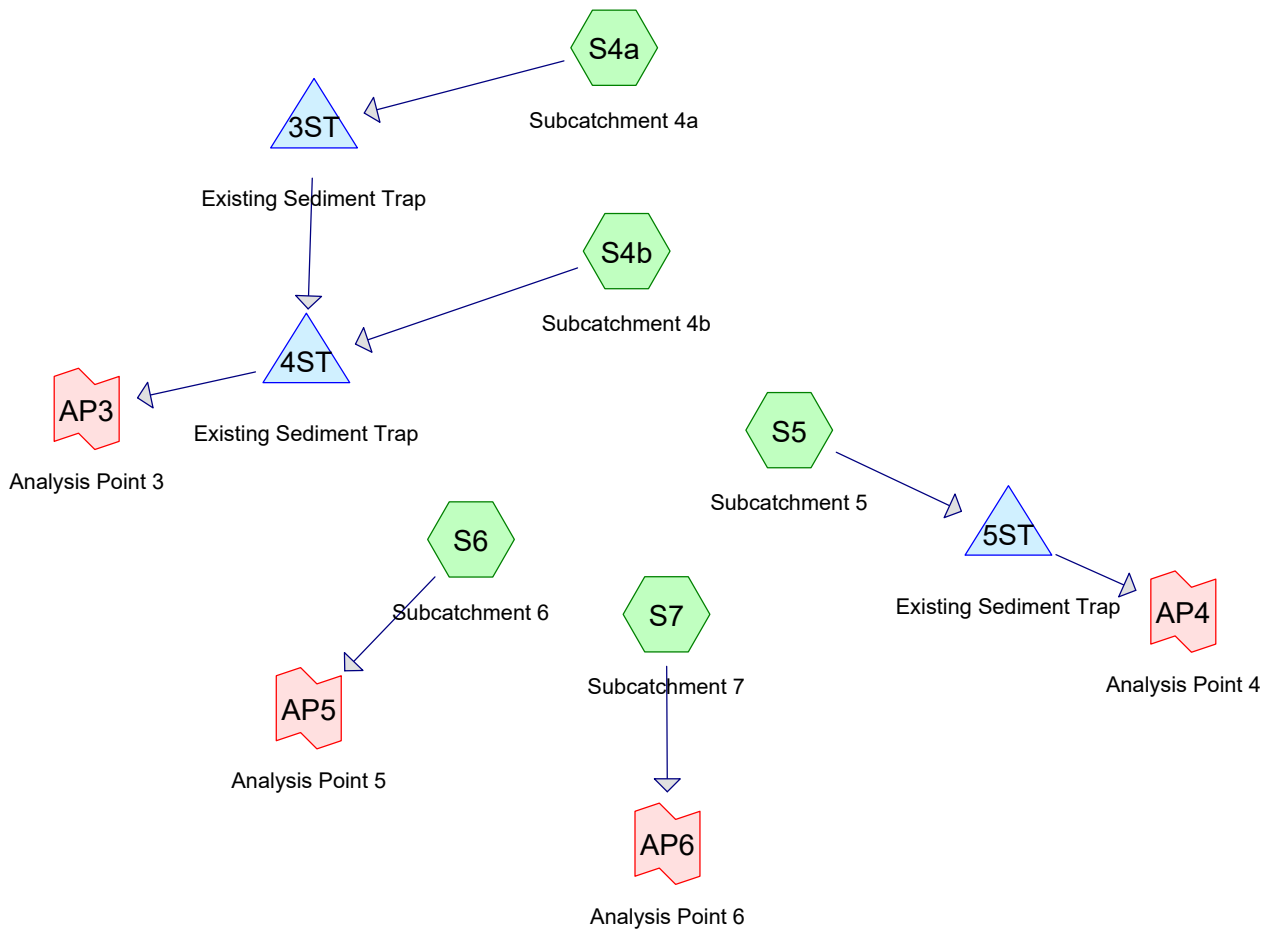 S4a
Subcatchment 4a
3ST
Existing Sediment Trap
S4b
Subcatchment 4b
4ST
Existing Sediment Trap
AP3
Analysis Point 3
S5
Subcatchment 5
5ST
Existing Sediment Trap
AP4
Analysis Point 4
S6
Subcatchment 6
S7
Subcatchment 7
AP5
Analysis Point 5
AP6
Analysis Point 6